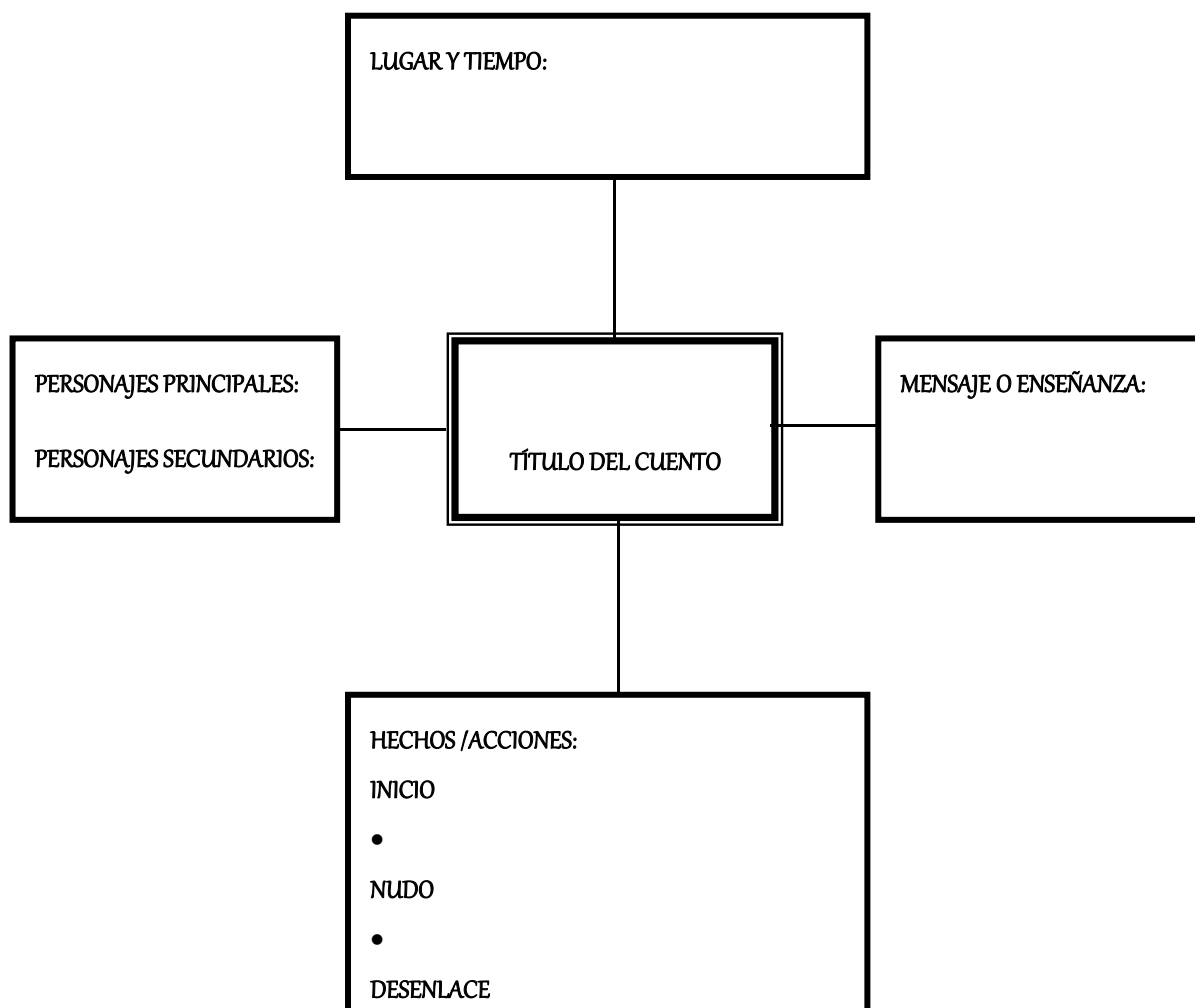 LUGAR Y TIEMPO:
PERSONAJES PRINCIPALES:
PERSONAJES SECUNDARIOS:
TÍTULO DEL CUENTO
MENSAJE O ENSEÑANZA:
HECHOS /ACCIONES:
INICIO
•
NUDO
•
DESENLACE